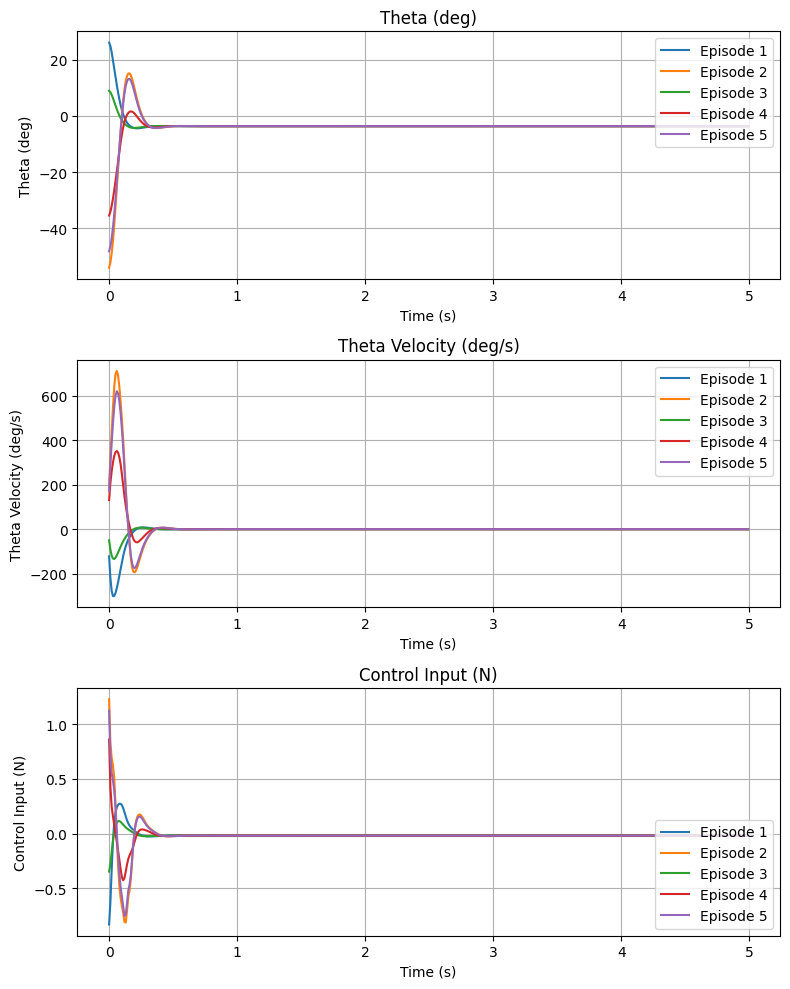 Theta (deg)
Theta (deg)
20
0
−20
−40
0 1 2 3 4 5
Time (s)
Episode 1
Episode 2
Episode 3
Episode 4
Episode 5
Theta Velocity (deg/s)
Theta Velocity (deg/s)
600
400
200
0
−200
0 1 2 3 4 5
Time (s)
Episode 1
Episode 2
Episode 3
Episode 4
Episode 5
Control Input (N)
Control Input (N)
1.0
0.5
0.0
−0.5
0 1 2 3 4 5
Time (s)
Episode 1
Episode 2
Episode 3
Episode 4
Episode 5